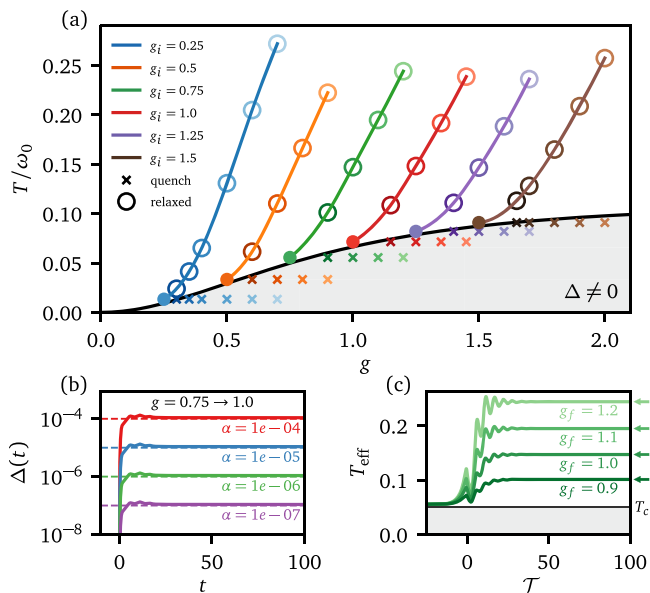 (a)
g_i = 0.25
g_i = 0.5
g_i = 0.75
g_i = 1.0
g_i = 1.25
g_i = 1.5
quench
relaxed
T/ω_0
0.25
0.20
0.15
0.10
0.05
0.00
Δ ≠ 0
0.0 0.5 1.0 1.5 2.0
g
(b)
g = 0.75 → 1.0
α = 1e−04
α = 1e−05
α = 1e−06
α = 1e−07
Δ(t)
10^−4
10^−6
10^−8
0 50 100
t
(c)
g_f = 1.2
g_f = 1.1
g_f = 1.0
g_f = 0.9
T_c
T_eff
0.2
0.1
0.0
0 50 100
𝒯